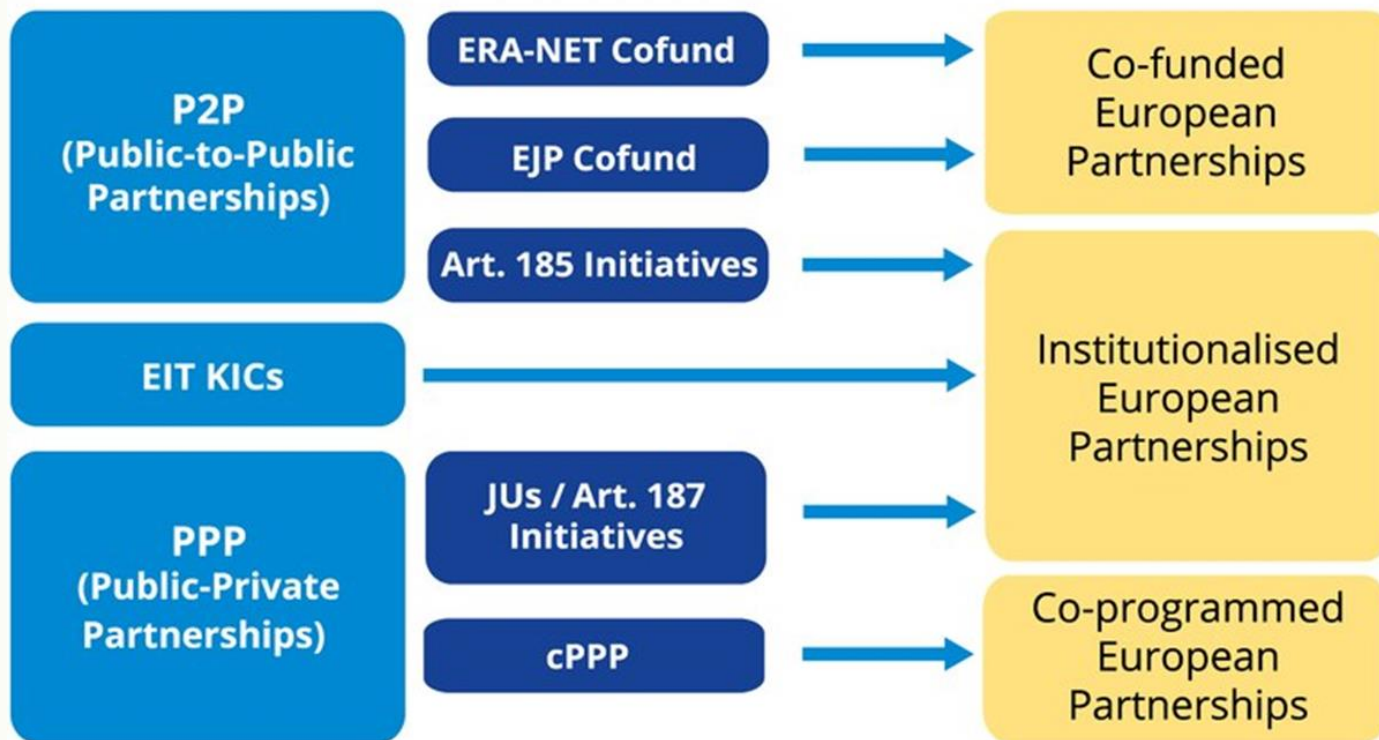 P2P
(Public-to-Public
Partnerships)
ERA-NET Cofund
EJP Cofund
Art. 185 Initiatives
Co-funded
European
Partnerships
EIT KICs
Institutionalised
European
Partnerships
PPP
(Public-Private
Partnerships)
JUs / Art. 187
Initiatives
cPPP
Co-programmed
European
Partnerships